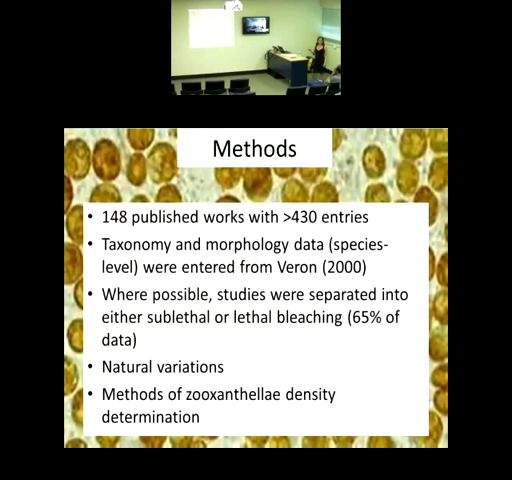 Methods
• 148 published works with >430 entries
• Taxonomy and morphology data (species-
level) were entered from Veron (2000)
• Where possible, studies were separated into
either sublethal or lethal bleaching (65% of
data)
• Natural variations
• Methods of zooxanthellae density
determination